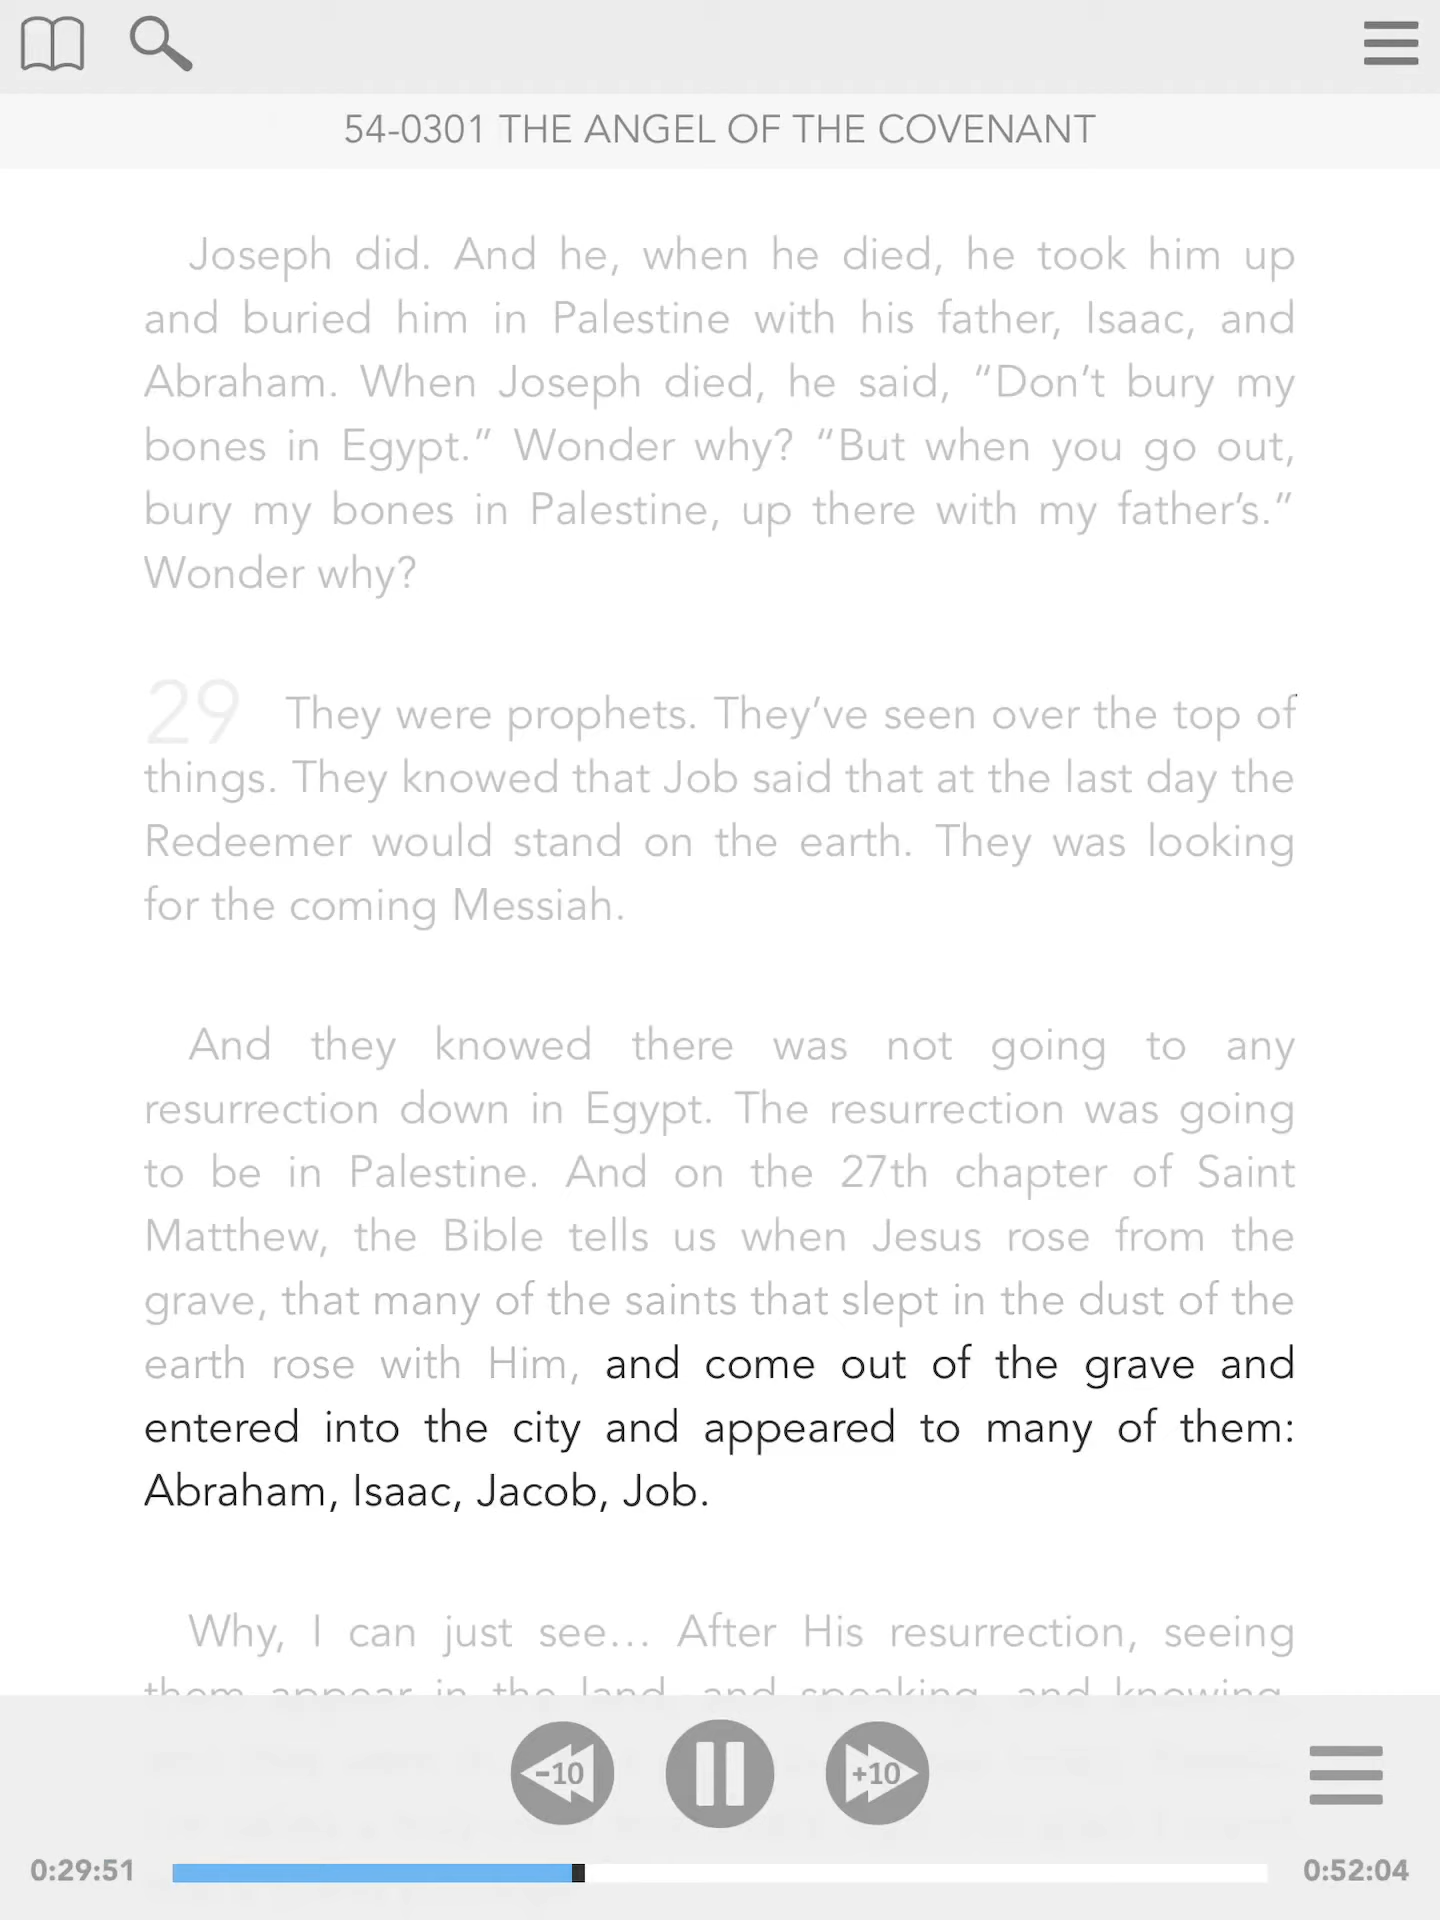 54-0301 THE ANGEL OF THE COVENANT
Joseph did. And he, when he died, he took him up
and buried him in Palestine with his father, Isaac, and
Abraham. When Joseph died, he said, “Don’t bury my
bones in Egypt.” Wonder why? “But when you go out,
bury my bones in Palestine, up there with my father’s.”
Wonder why?
29 They were prophets. They’ve seen over the top of
things. They knowed that Job said that at the last day the
Redeemer would stand on the earth. They was looking
for the coming Messiah.
And they knowed there was not going to any
resurrection down in Egypt. The resurrection was going
to be in Palestine. And on the 27th chapter of Saint
Matthew, the Bible tells us when Jesus rose from the
grave, that many of the saints that slept in the dust of the
earth rose with Him, and come out of the grave and
entered into the city and appeared to many of them:
Abraham, Isaac, Jacob, Job.
Why, I can just see… After His resurrection, seeing
them appear in the land, and speaking, and knowing,
-10
+10
0:29:51
0:52:04